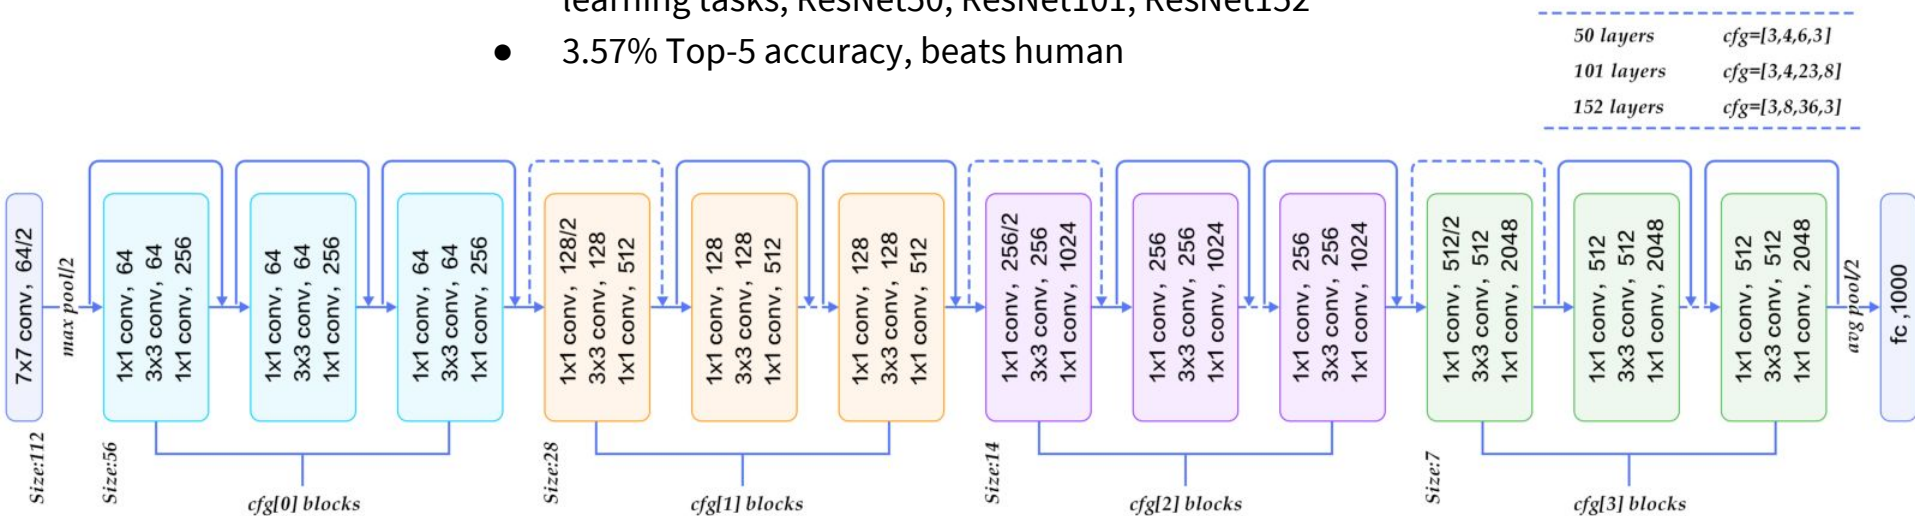 learning tasks, ResNet50, ResNet101, ResNet152
● 3.57% Top-5 accuracy, beats human
50 layers cfg=[3,4,6,3]
101 layers cfg=[3,4,23,8]
152 layers cfg=[3,8,36,3]
7x7 conv, 64/2
max pool/2
1x1 conv, 64
3x3 conv, 64
1x1 conv, 256
1x1 conv, 64
3x3 conv, 64
1x1 conv, 256
1x1 conv, 64
3x3 conv, 64
1x1 conv, 256
1x1 conv, 128/2
3x3 conv, 128
1x1 conv, 512
1x1 conv, 128
3x3 conv, 128
1x1 conv, 512
1x1 conv, 128
3x3 conv, 128
1x1 conv, 512
1x1 conv, 256/2
3x3 conv, 256
1x1 conv, 1024
1x1 conv, 256
3x3 conv, 256
1x1 conv, 1024
1x1 conv, 256
3x3 conv, 256
1x1 conv, 1024
1x1 conv, 512/2
3x3 conv, 512
1x1 conv, 2048
1x1 conv, 512
3x3 conv, 512
1x1 conv, 2048
1x1 conv, 512
3x3 conv, 512
1x1 conv, 2048
avg pool/2
fc ,1000
Size:112
Size:56
cfg[0] blocks
Size:28
cfg[1] blocks
Size:14
cfg[2] blocks
Size:7
cfg[3] blocks